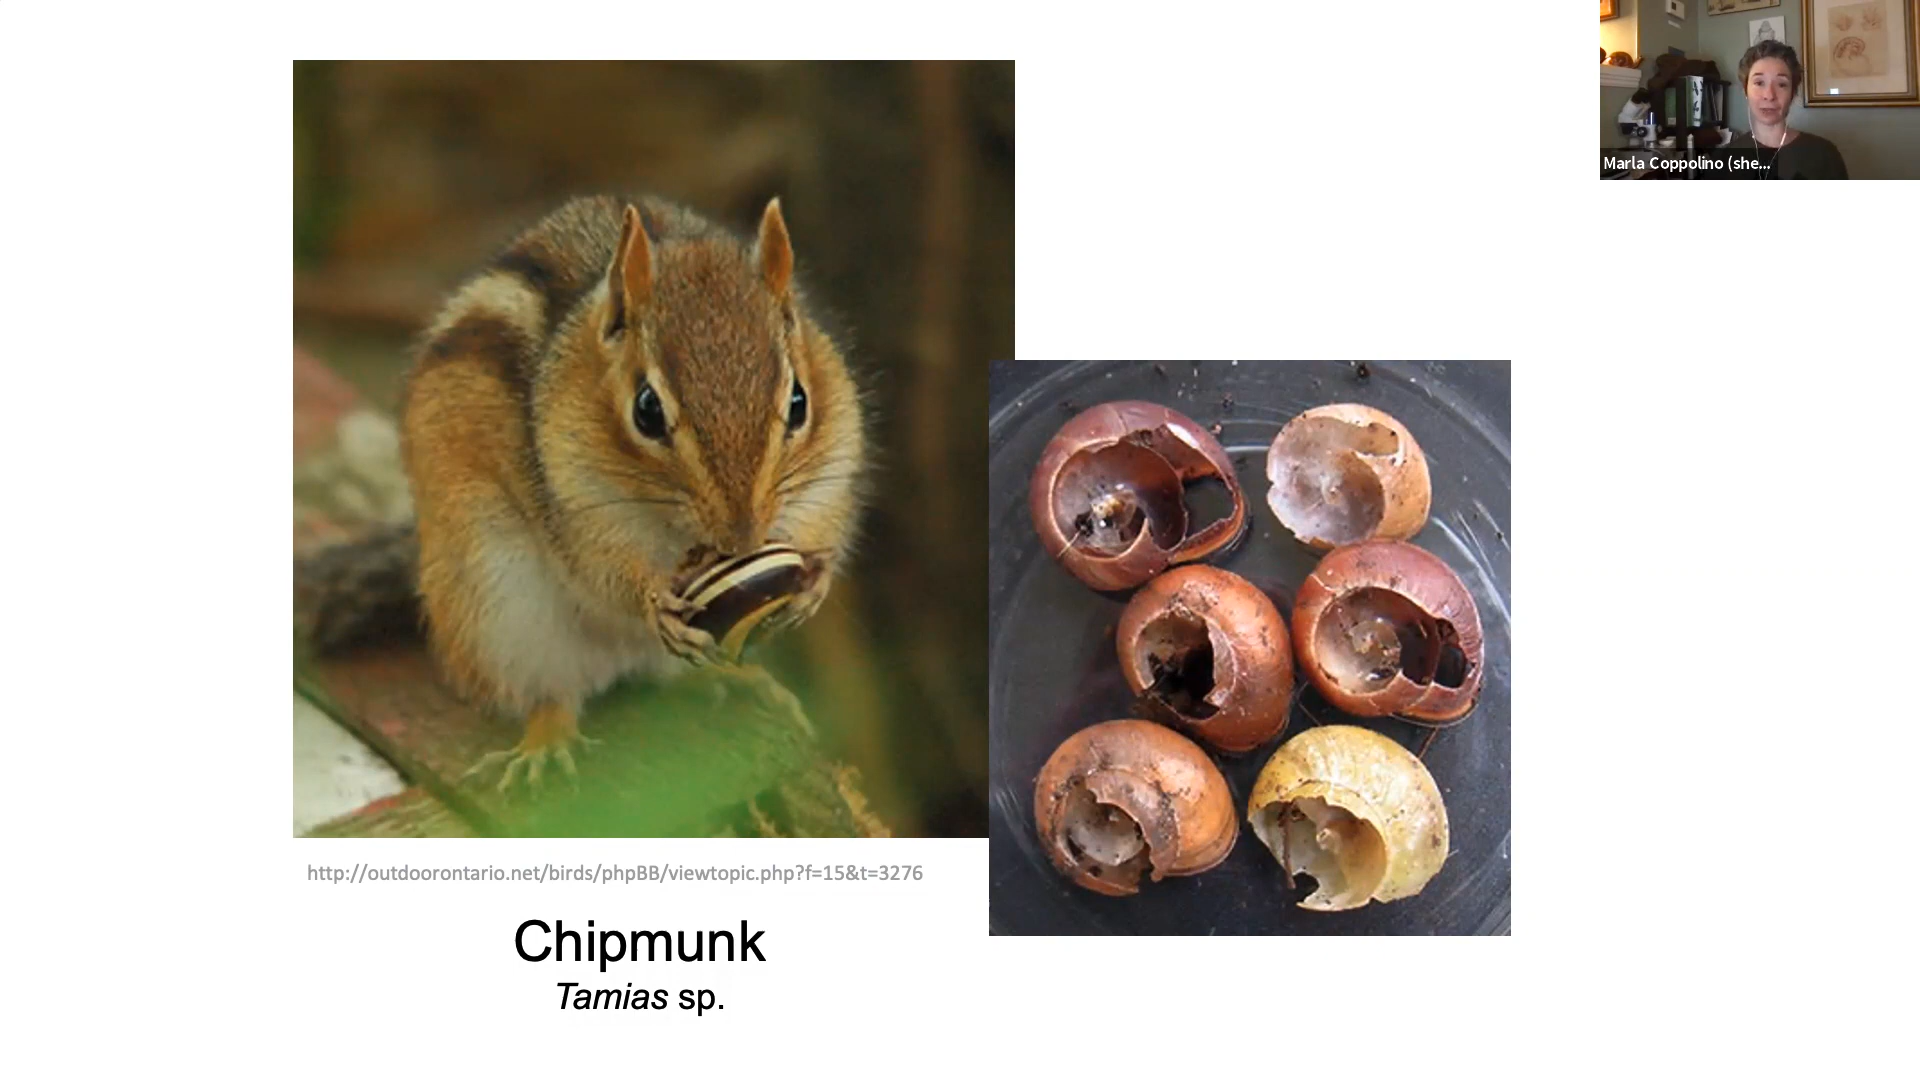 Marla Coppolino (she...
http://outdoorontario.net/birds/phpBB/viewtopic.php?f=15&t=3276
Chipmunk
Tamias sp.